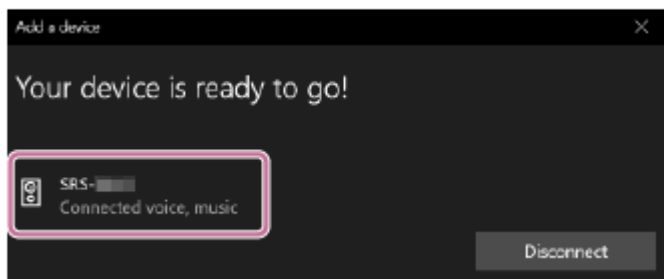 Add a device
Your device is ready to go!
SRS-
Connected voice, music
Disconnect